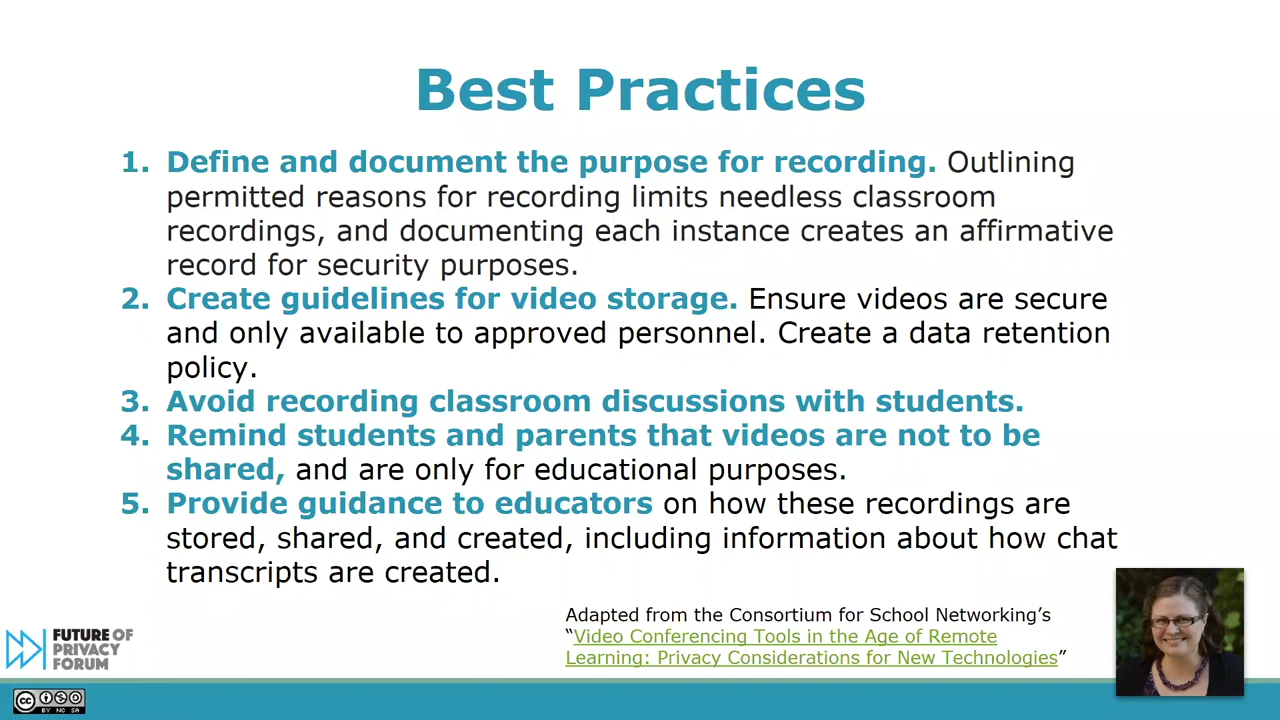 Best Practices
1. Define and document the purpose for recording. Outlining
permitted reasons for recording limits needless classroom
recordings, and documenting each instance creates an affirmative
record for security purposes.
2. Create guidelines for video storage. Ensure videos are secure
and only available to approved personnel. Create a data retention
policy.
3. Avoid recording classroom discussions with students.
4. Remind students and parents that videos are not to be
shared, and are only for educational purposes.
5. Provide guidance to educators on how these recordings are
stored, shared, and created, including information about how chat
transcripts are created.
Adapted from the Consortium for School Networking’s
“Video Conferencing Tools in the Age of Remote
Learning: Privacy Considerations for New Technologies”
FUTURE OF
PRIVACY
FORUM
cc
BY NC SA